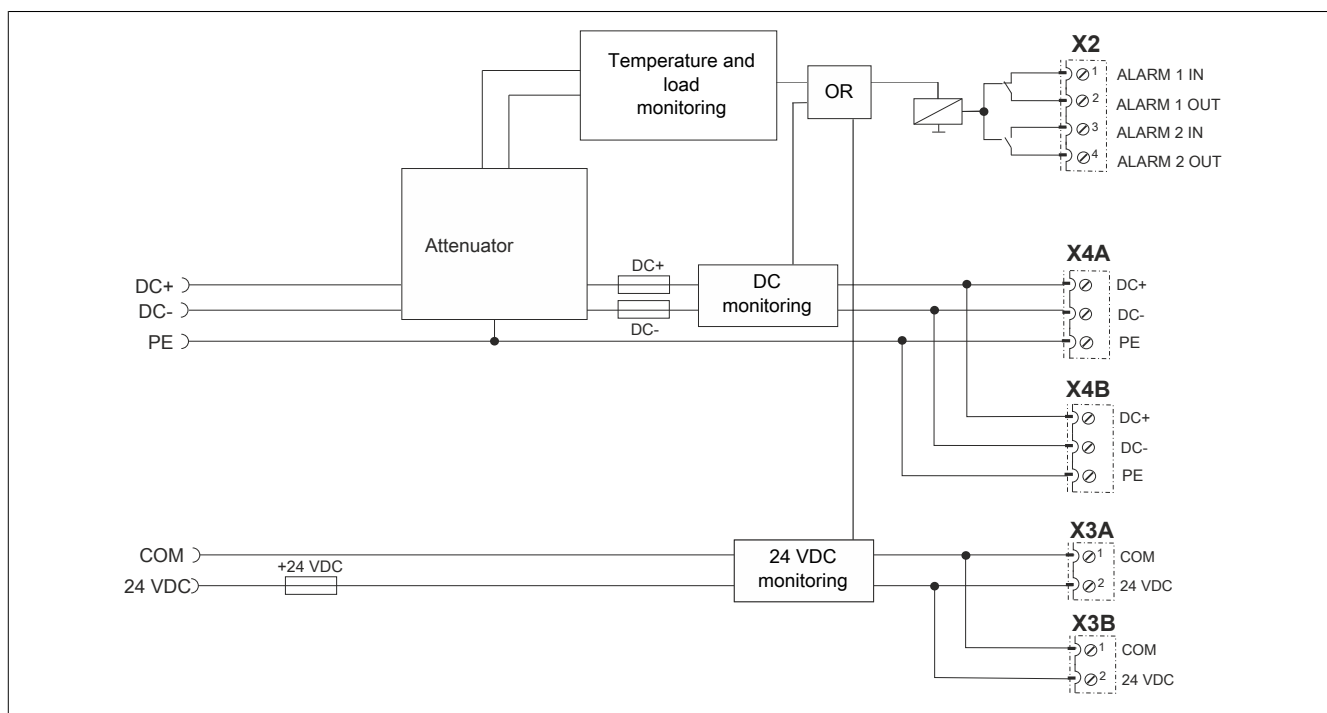 Temperature and
load
monitoring
OR
X2
1 ALARM 1 IN
2 ALARM 1 OUT
3 ALARM 2 IN
4 ALARM 2 OUT
Attenuator
DC+
DC-
PE
DC+
DC-
DC
monitoring
X4A
DC+
DC-
PE
X4B
DC+
DC-
PE
COM
24 VDC
+24 VDC
24 VDC
monitoring
X3A
1 COM
2 24 VDC
X3B
1 COM
2 24 VDC